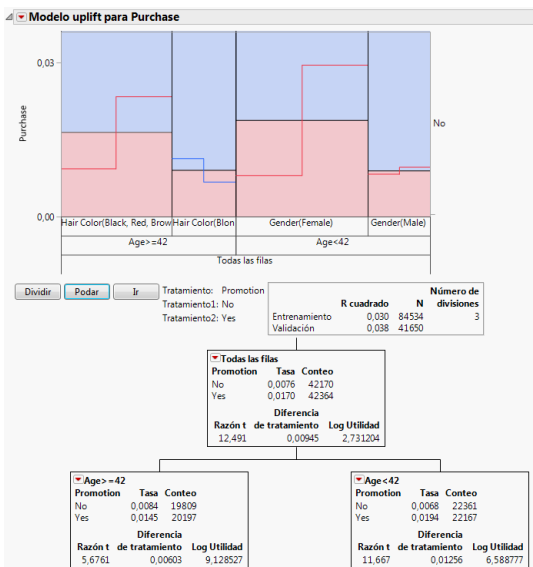 Modelo uplift para Purchase
0,03
Purchase
No
0,00
Hair Color(Black, Red, Brow
Hair Color(Blon
Gender(Female)
Gender(Male)
Age>=42
Age<42
Todas las filas
Dividir
Podar
Ir
Tratamiento: Promotion
Tratamiento1: No
Tratamiento2: Yes
Número de
R cuadrado N divisiones
Entrenamiento 0,030 84534 3
Validación 0,038 41650
Todas las filas
Promotion Tasa Conteo
No 0,0076 42170
Yes 0,0170 42364
Diferencia
Razón t de tratamiento Log Utilidad
12,491 0,00945 2,731204
Age>=42
Promotion Tasa Conteo
No 0,0084 19809
Yes 0,0145 20197
Diferencia
Razón t de tratamiento Log Utilidad
5,6761 0,00603 9,128527
Age<42
Promotion Tasa Conteo
No 0,0068 22361
Yes 0,0194 22167
Diferencia
Razón t de tratamiento Log Utilidad
11,667 0,01256 6,588777